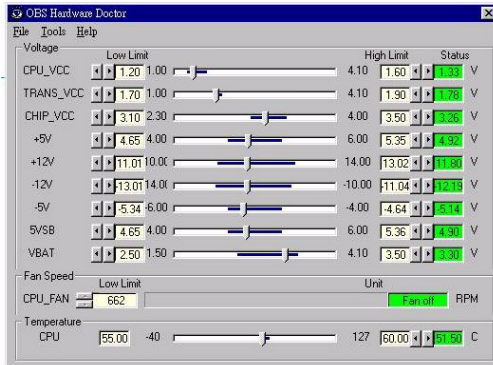 OBS Hardware Doctor
File Tools Help
Voltage
Low Limit High Limit Status
CPU_VCC 1.20 1.00 4.10 1.60 1.33 V
TRANS_VCC 1.70 1.00 4.10 1.90 1.78 V
CHIP_VCC 3.10 2.30 4.00 3.50 3.26 V
+5V 4.65 4.00 6.00 5.35 4.92 V
+12V 11.01 10.00 14.00 13.02 11.80 V
-12V -13.01 14.0( -10.00 -11.04 -12.19 V
-5V -5.34 -6.00 -4.00 -4.64 -5.14 V
5VSB 4.65 4.00 6.00 5.36 4.90 V
VBAT 2.50 1.50 4.10 3.50 3.30 V
Fan Speed
Low Limit Unit
CPU_FAN 662 Fan off RPM
Temperature
CPU 55.00 -40 127 60.00 51.50 C